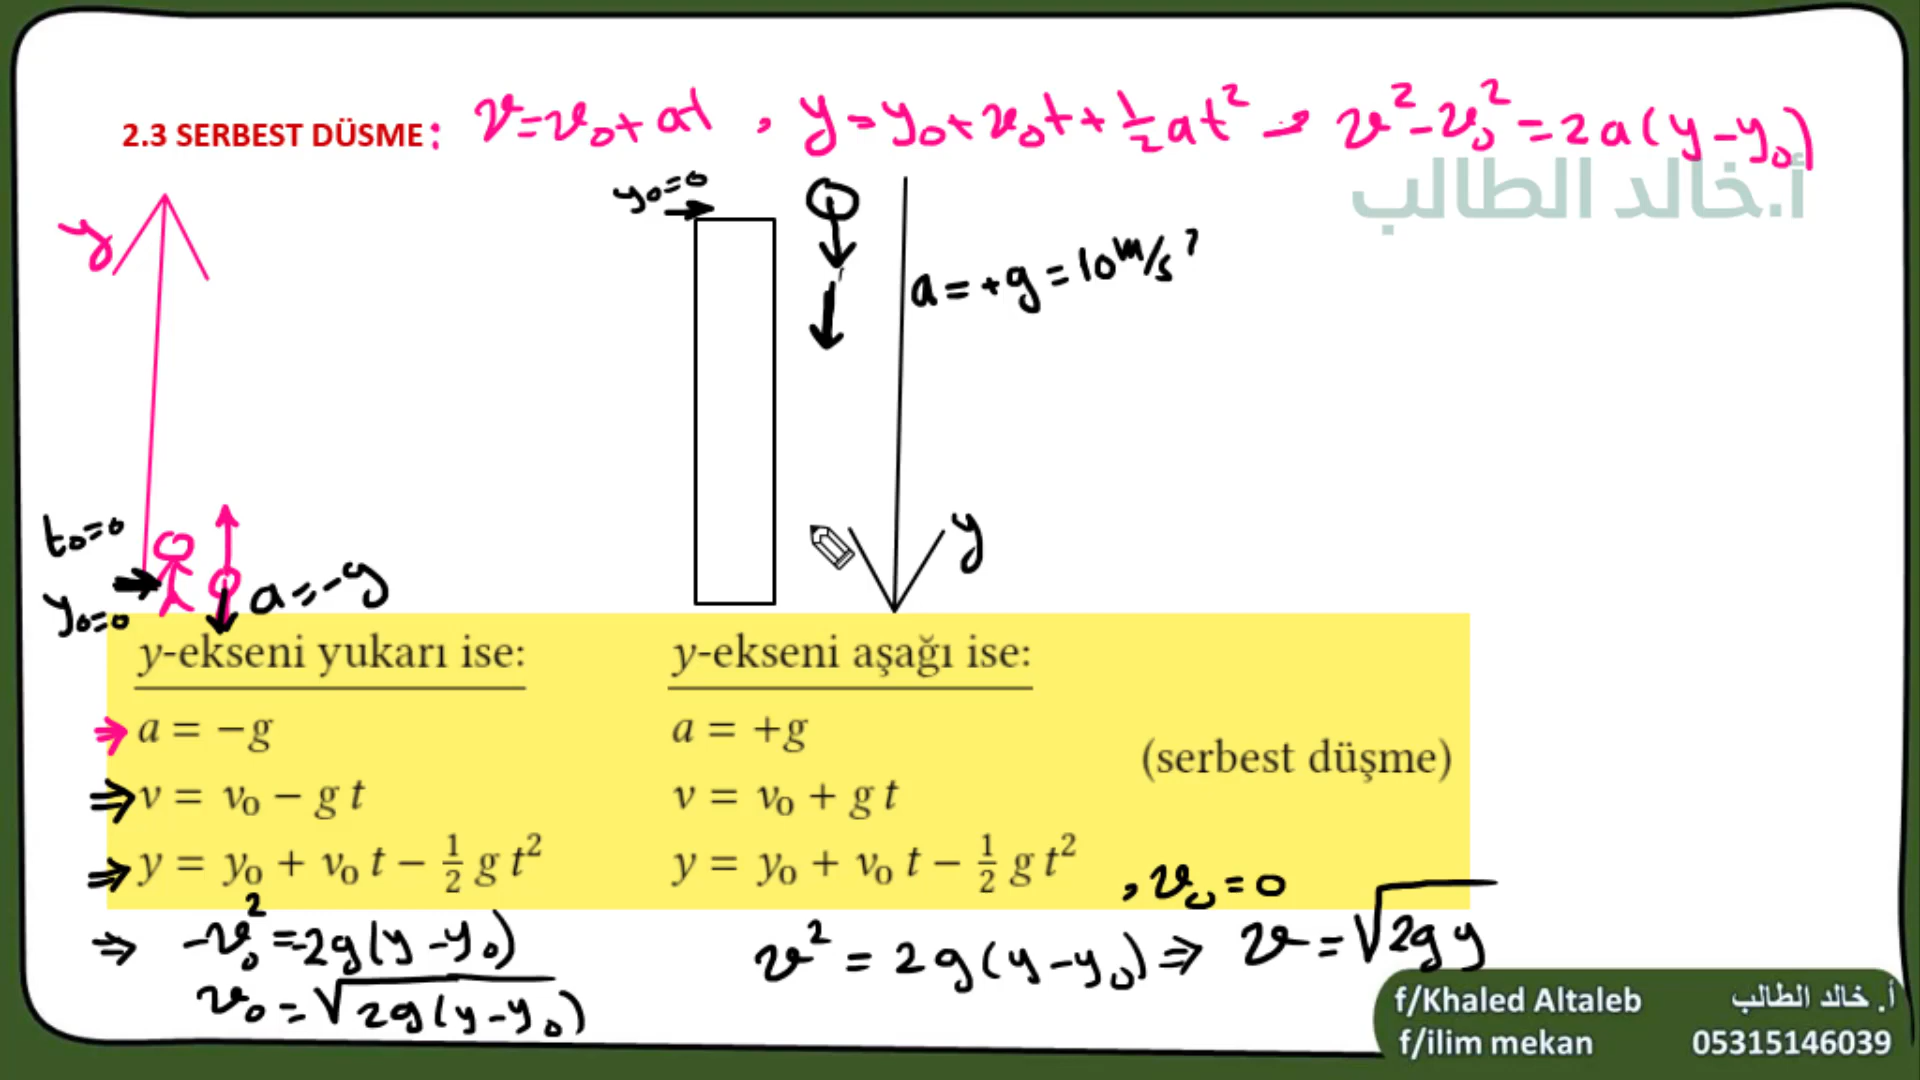 2.3 SERBEST DÜSME: v=v₀+at , y=y₀+v₀t+½at² → v²-v₀²=2a(y-y₀)
أ.خالد الطالب
y₀=0
y
a=+g=10 m/s²
t₀=0
y
a=-g
y₀=0
y-ekseni yukarı ise:
a = −g
v = v₀ − g t
y = y₀ + v₀ t − ½ g t²
-v₀²=-2g(y-y₀)
v₀=√2g(y-y₀)
y-ekseni aşağı ise:
a = +g
v = v₀ + g t
y = y₀ + v₀ t − ½ g t²
, v₀=0
v² = 2g(y-y₀) ⇒ v=√2gy
(serbest düşme)
f/Khaled Altaleb أ. خالد الطالب
f/ilim mekan 05315146039